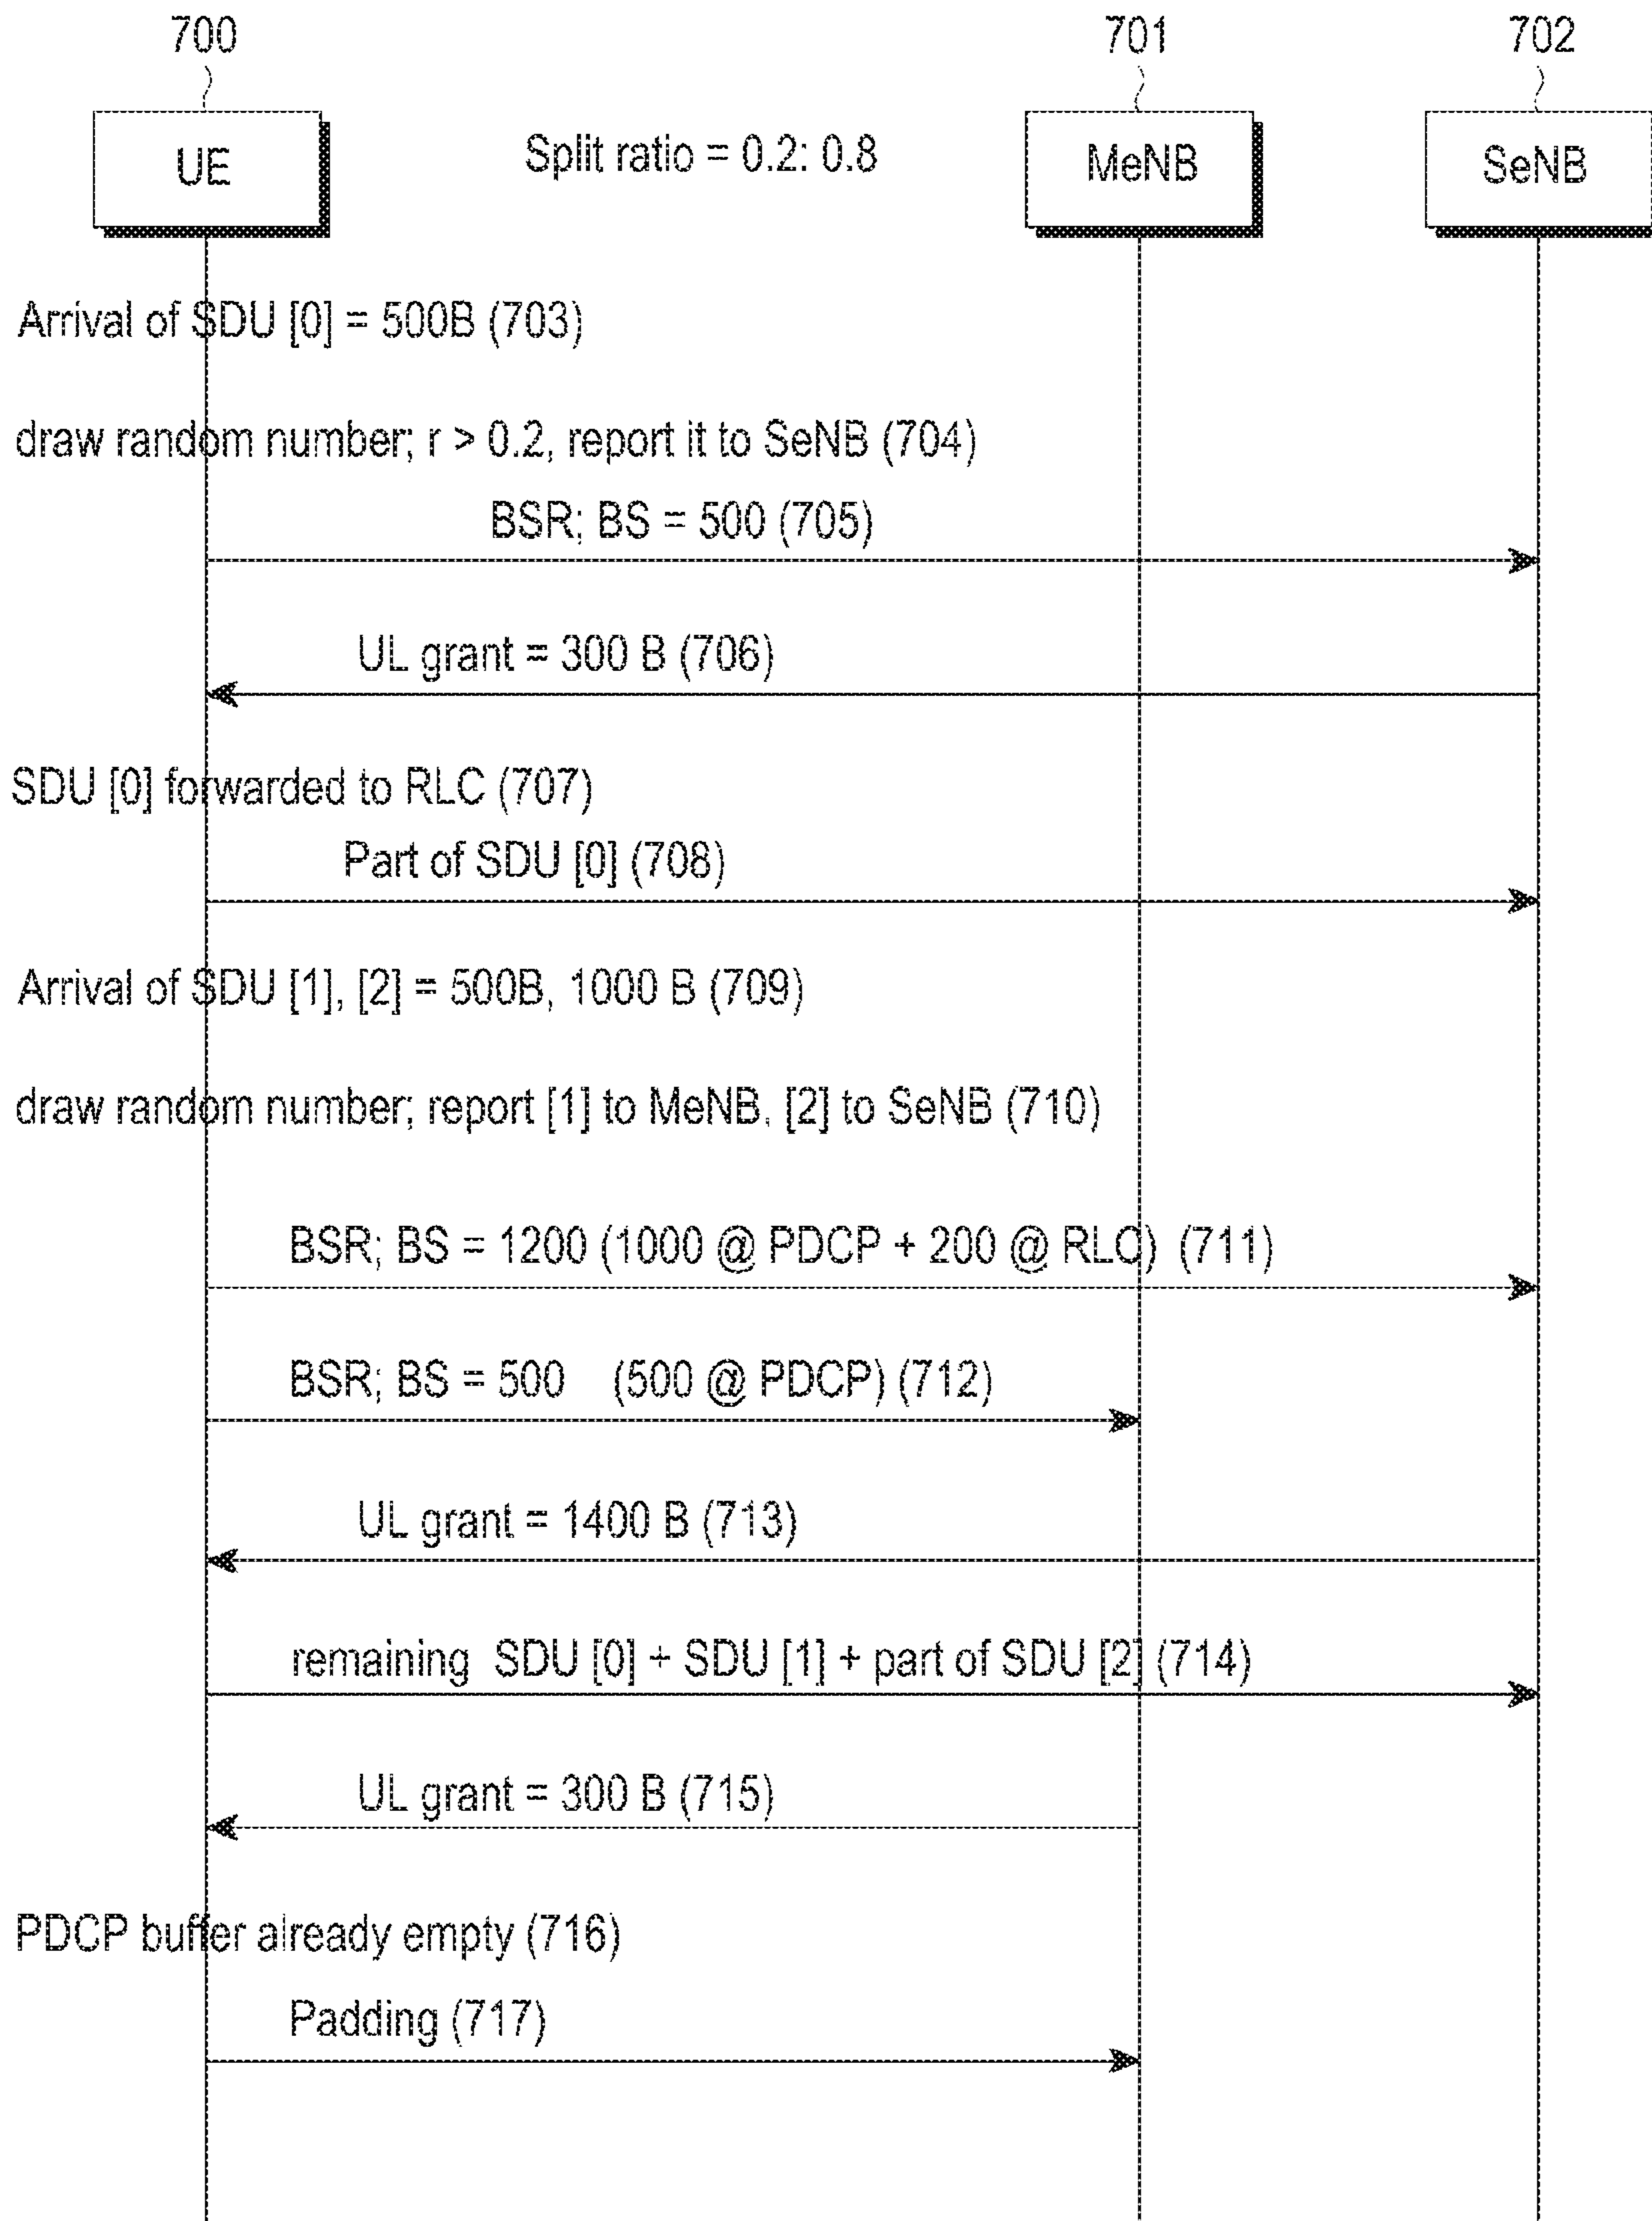 700
701
702
UE
Split ratio = 0.2: 0.8
MeNB
SeNB
Arrival of SDU [0] = 500B (703)
draw random number; r > 0.2, report it to SeNB (704)
BSR; BS = 500 (705)
UL grant = 300 B (706)
SDU [0] forwarded to RLC (707)
Part of SDU [0] (708)
Arrival of SDU [1], [2] = 500B, 1000 B (709)
draw random number; report [1] to MeNB, [2] to SeNB (710)
BSR; BS = 1200 (1000 @ PDCP + 200 @ RLC) (711)
BSR; BS = 500 (500 @ PDCP) (712)
UL grant = 1400 B (713)
remaining SDU [0] + SDU [1] + part of SDU [2] (714)
UL grant = 300 B (715)
PDCP buffer already empty (716)
Padding (717)